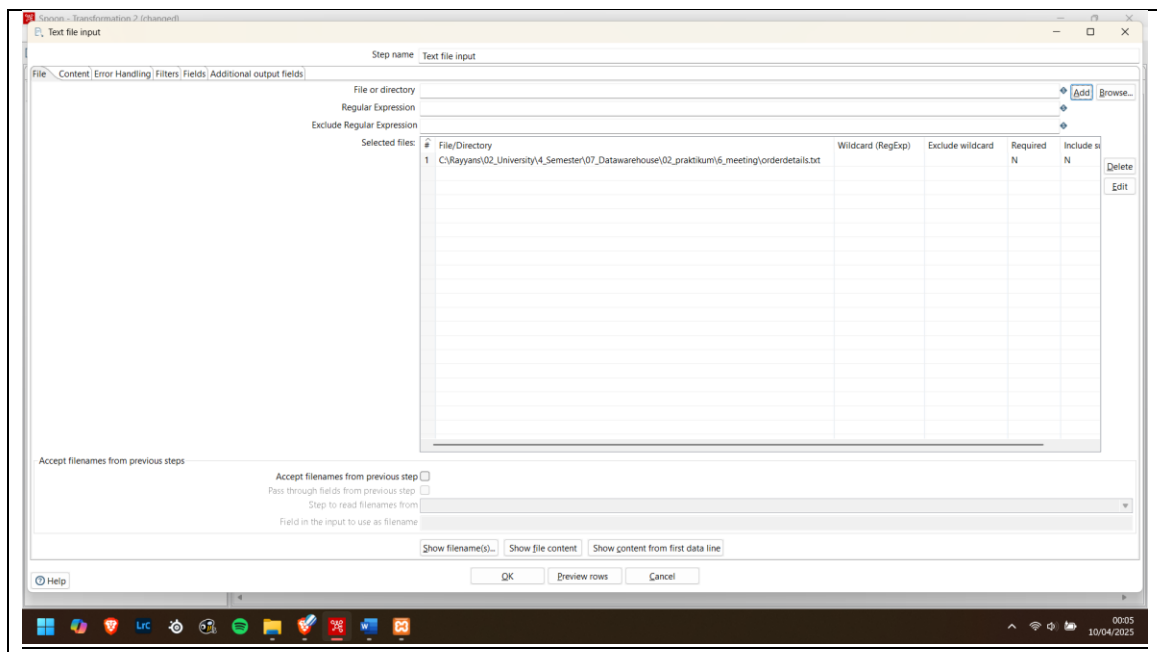 Spoon - Transformation 2 (changed)
Text file input
Step name Text file input
File Content Error Handling Filters Fields Additional output fields
File or directory Add Browse...
Regular Expression
Exclude Regular Expression
Selected files: # File/Directory Wildcard (RegExp) Exclude wildcard Required Include su
1 C:\Rayyans\02_University\4_Semester\07_Datawarehouse\02_praktikum\6_meeting\orderdetails.txt N N
Delete
Edit
Accept filenames from previous steps
Accept filenames from previous step
Pass through fields from previous step
Step to read filenames from
Field in the input to use as filename
Show filename(s)... Show file content Show content from first data line
Help OK Preview rows Cancel
LrC
00:05
10/04/2025